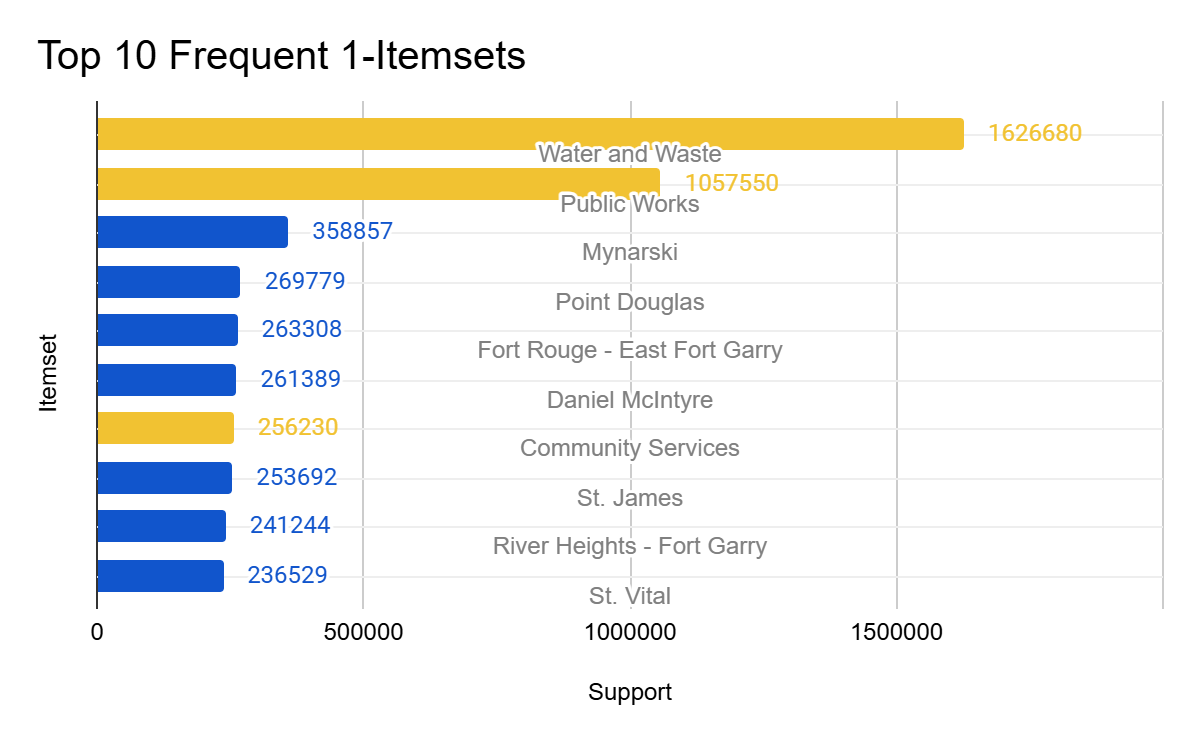 Top 10 Frequent 1-Itemsets
1626680
Water and Waste
1057550
Public Works
358857
Mynarski
269779
Point Douglas
263308
Fort Rouge - East Fort Garry
261389
Daniel McIntyre
256230
Community Services
253692
St. James
241244
River Heights - Fort Garry
236529
St. Vital
Itemset
0 500000 1000000 1500000
Support